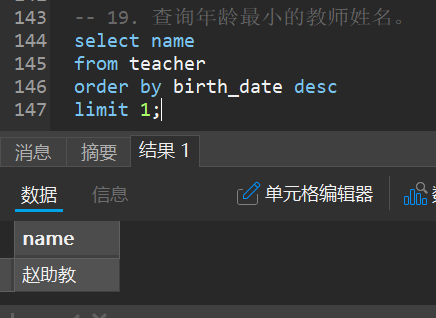 143 -- 19. 查询年龄最小的教师姓名。
144 select name
145 from teacher
146 order by birth_date desc
147 limit 1;
消息 摘要 结果 1
数据 信息 单元格编辑器
name
赵助教